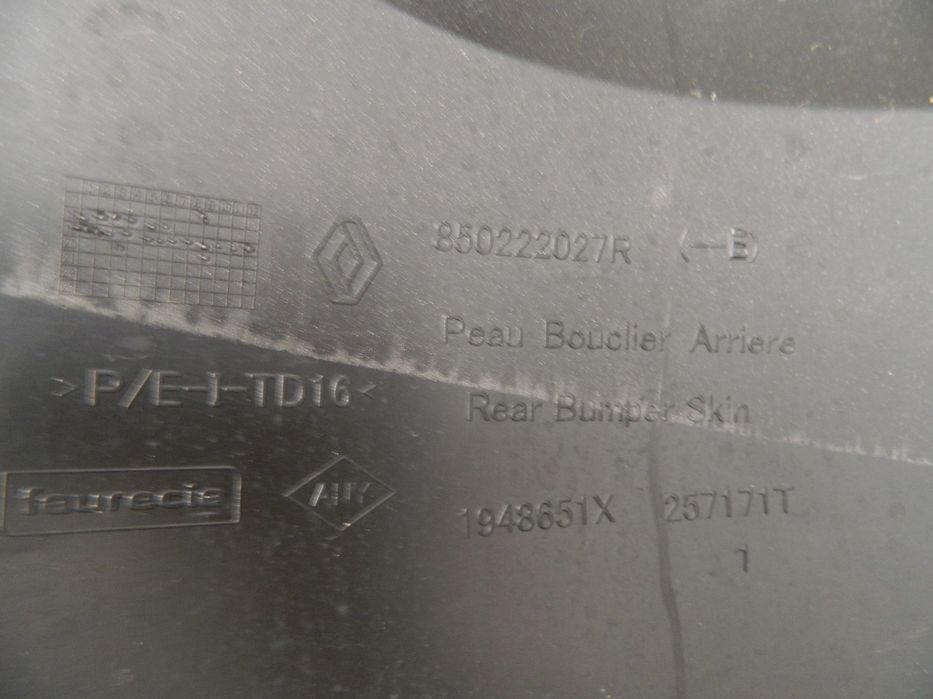 850222027R (—B)
Peau Bouclier Arriere
>P/E-I-TD16<
Rear Bumper Skin
faurecia
1948651X 257171T
1